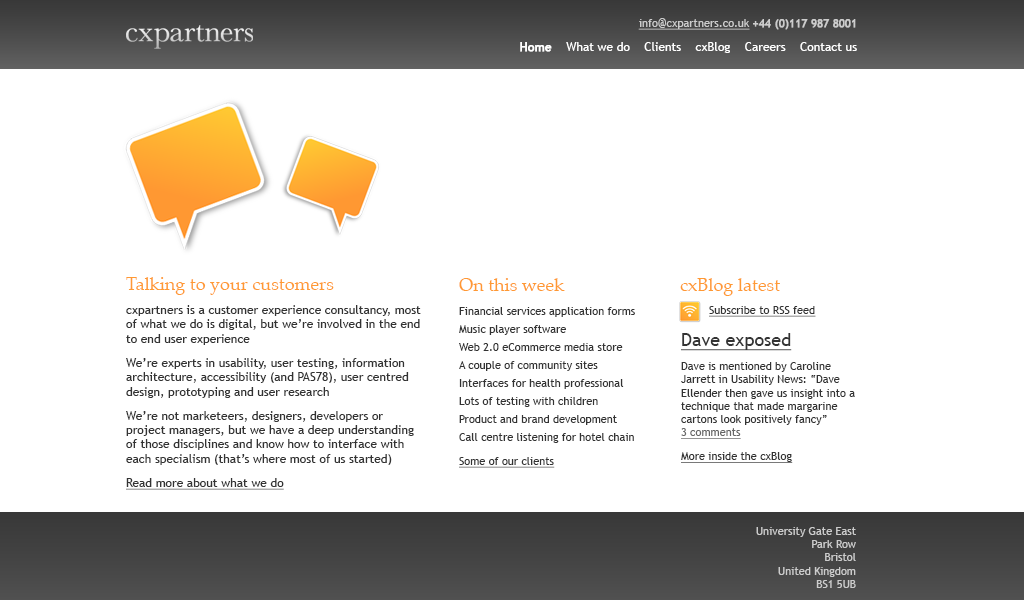 cxpartners
info@cxpartners.co.uk +44 (0)117 987 8001
Home What we do Clients cxBlog Careers Contact us
Talking to your customers
cxpartners is a customer experience consultancy, most
of what we do is digital, but we’re involved in the end
to end user experience
We’re experts in usability, user testing, information
architecture, accessibility (and PAS78), user centred
design, prototyping and user research
We’re not marketeers, designers, developers or
project managers, but we have a deep understanding
of those disciplines and know how to interface with
each specialism (that’s where most of us started)
Read more about what we do
On this week
Financial services application forms
Music player software
Web 2.0 eCommerce media store
A couple of community sites
Interfaces for health professional
Lots of testing with children
Product and brand development
Call centre listening for hotel chain
Some of our clients
cxBlog latest
Subscribe to RSS feed
Dave exposed
Dave is mentioned by Caroline
Jarrett in Usability News: “Dave
Ellender then gave us insight into a
technique that made margarine
cartons look positively fancy”
3 comments
More inside the cxBlog
University Gate East
Park Row
Bristol
United Kingdom
BS1 5UB